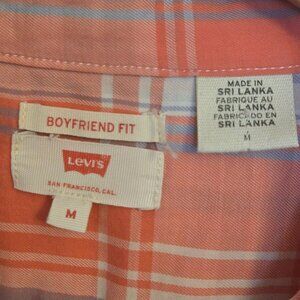 BOYFRIEND FIT
Levi's
SAN FRANCISCO, CAL.
M
MADE IN
SRI LANKA
FABRIQUE AU
SRI LANKA
FABRICADO EN
SRI LANKA
M